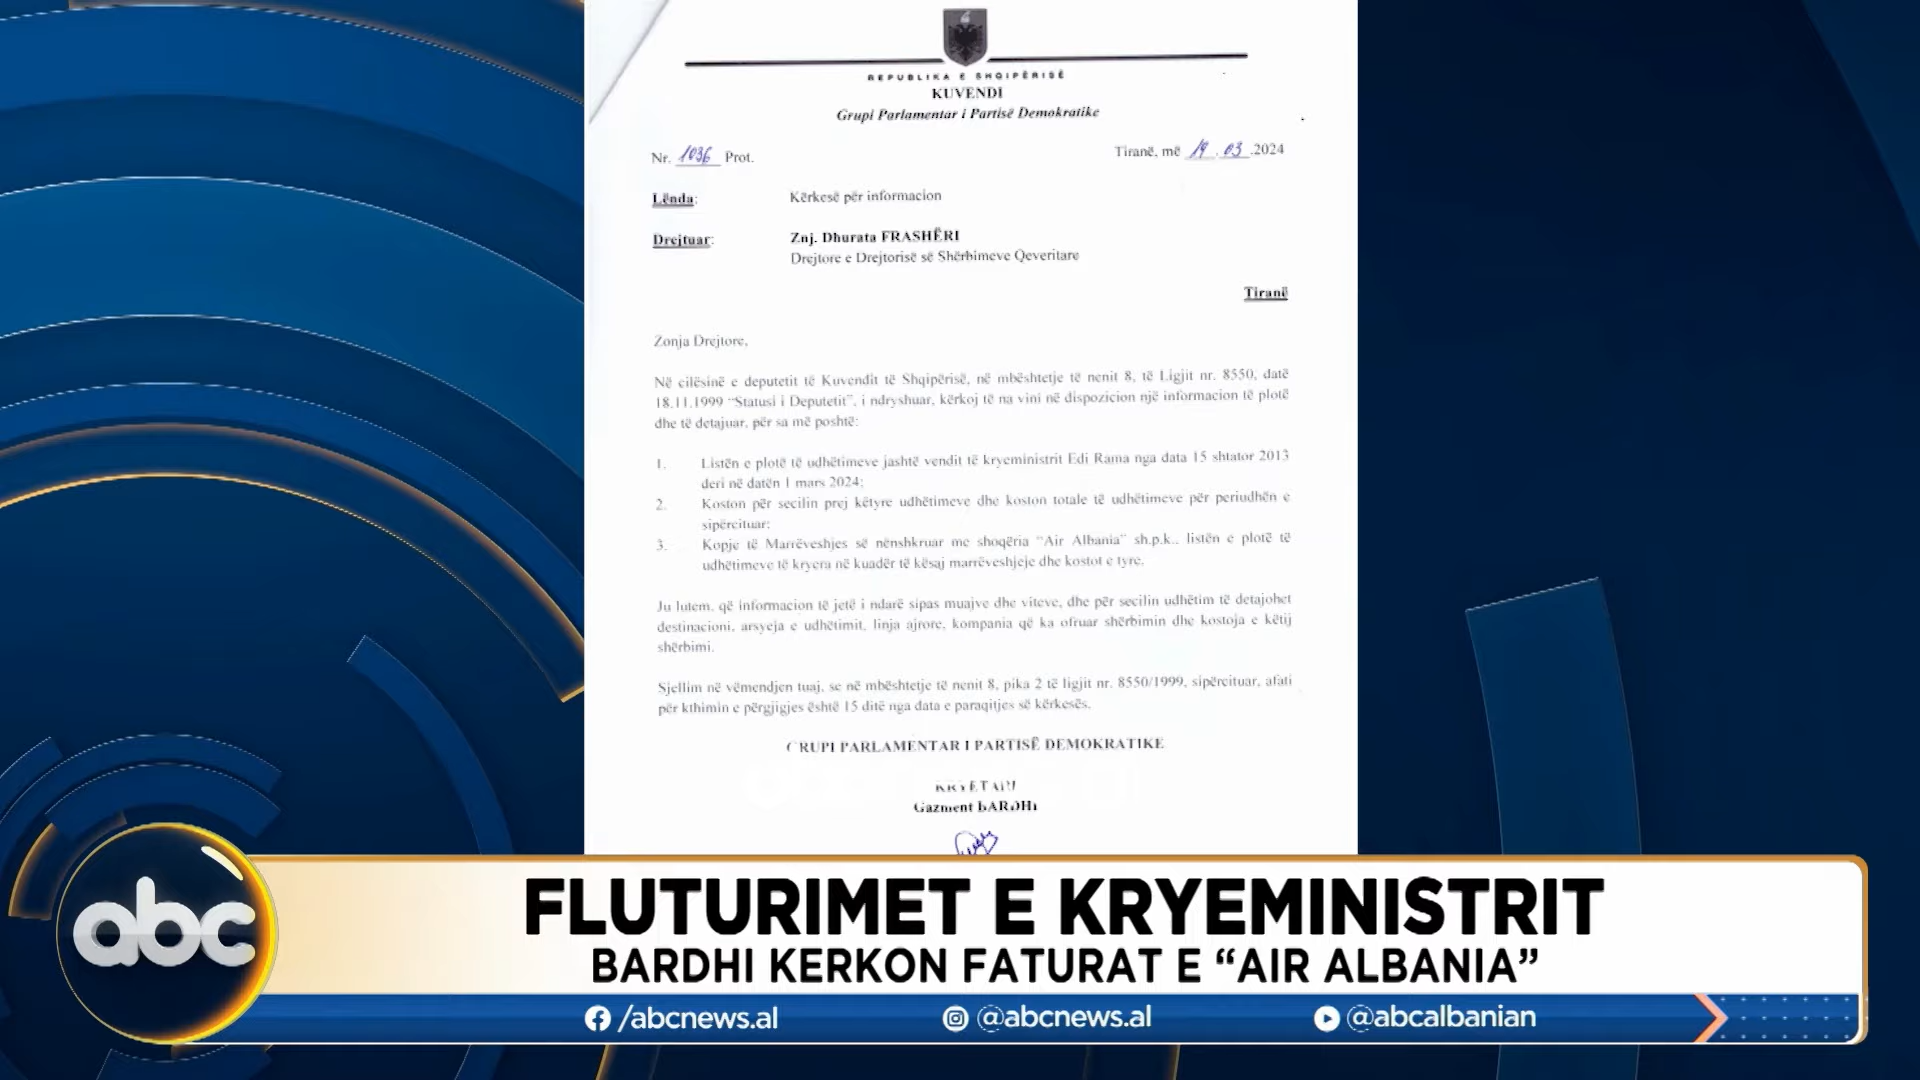 REPUBLIKA E SHQIPËRISË
KUVENDI
Grupi Parlamentar i Partisë Demokratike
Nr. 1036 Prot.
Tiranë, më 19.03.2024
Lënda: Kërkesë për informacion
Drejtuar: Znj. Dhurata FRASHËRI
Drejtore e Drejtorisë së Shërbimeve Qeveritare
Tiranë
Zonja Drejtore,
Në cilësinë e deputetit të Kuvendit të Shqipërisë, në mbështetje të nenit 8, të Ligjit nr. 8550, datë
18.11.1999 “Statusi i Deputetit”, i ndryshuar, kërkoj të na vini në dispozicion një informacion të plotë
dhe të detajuar, për sa më poshtë:
1. Listën e plotë të udhëtimeve jashtë vendit të kryeministrit Edi Rama nga data 15 shtator 2013
deri në datën 1 mars 2024;
2. Koston për secilin prej këtyre udhëtimeve dhe koston totale të udhëtimeve për periudhën e
sipërcituar;
3. Kopje të Marrëveshjes së nënshkruar me shoqëria “Air Albania” sh.p.k., listën e plotë të
udhëtimeve të kryera në kuadër të kësaj marrëveshjeje dhe kostot e tyre.
Ju lutem, që informacion të jetë i ndarë sipas muajve dhe viteve, dhe për secilin udhëtim të detajohet
destinacioni, arsyeja e udhëtimit, linja ajrore, kompania që ka ofruar shërbimin dhe kostoja e këtij
shërbimi.
Sjellim në vëmendjen tuaj, se në mbështetje të nenit 8, pika 2 të ligjit nr. 8550/1999, sipërcituar, afati
për kthimin e përgjigjes është 15 ditë nga data e paraqitjes së kërkesës.
GRUPI PARLAMENTAR I PARTISË DEMOKRATIKE
KRYETARI
Gazment BARDHI
abc
FLUTURIMET E KRYEMINISTRIT
BARDHI KERKON FATURAT E “AIR ALBANIA”
/abcnews.al @abcnews.al @abcalbanian